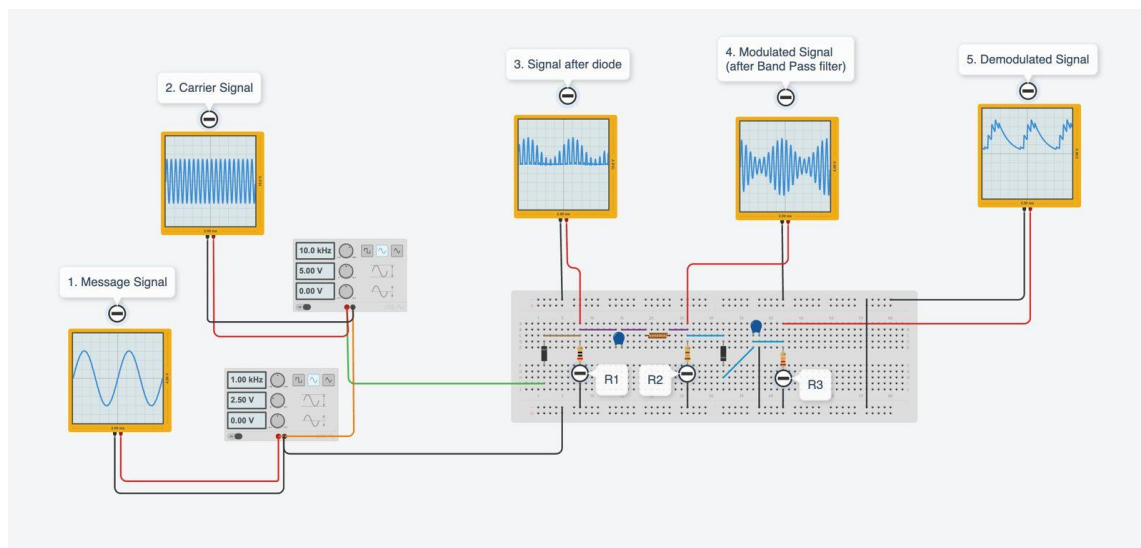 4. Modulated Signal
(after Band Pass filter)
3. Signal after diode
5. Demodulated Signal
2. Carrier Signal
10.0 kHz
5.00 V
0.00 V
1. Message Signal
1.00 kHz
2.50 V
0.00 V
R1
R2
R3